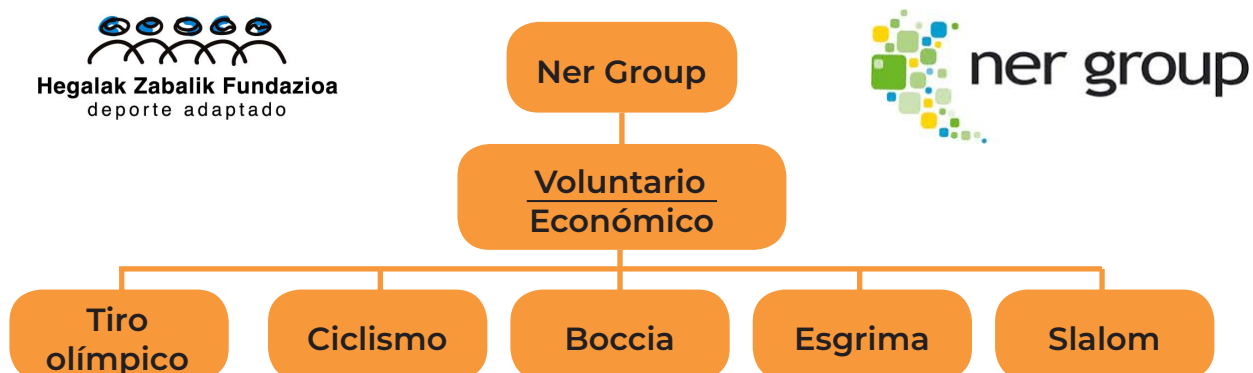 Hegalak Zabalik Fundazioa
deporte adaptado
Ner Group
ner group
Voluntario
Económico
Tiro
olímpico
Ciclismo
Boccia
Esgrima
Slalom